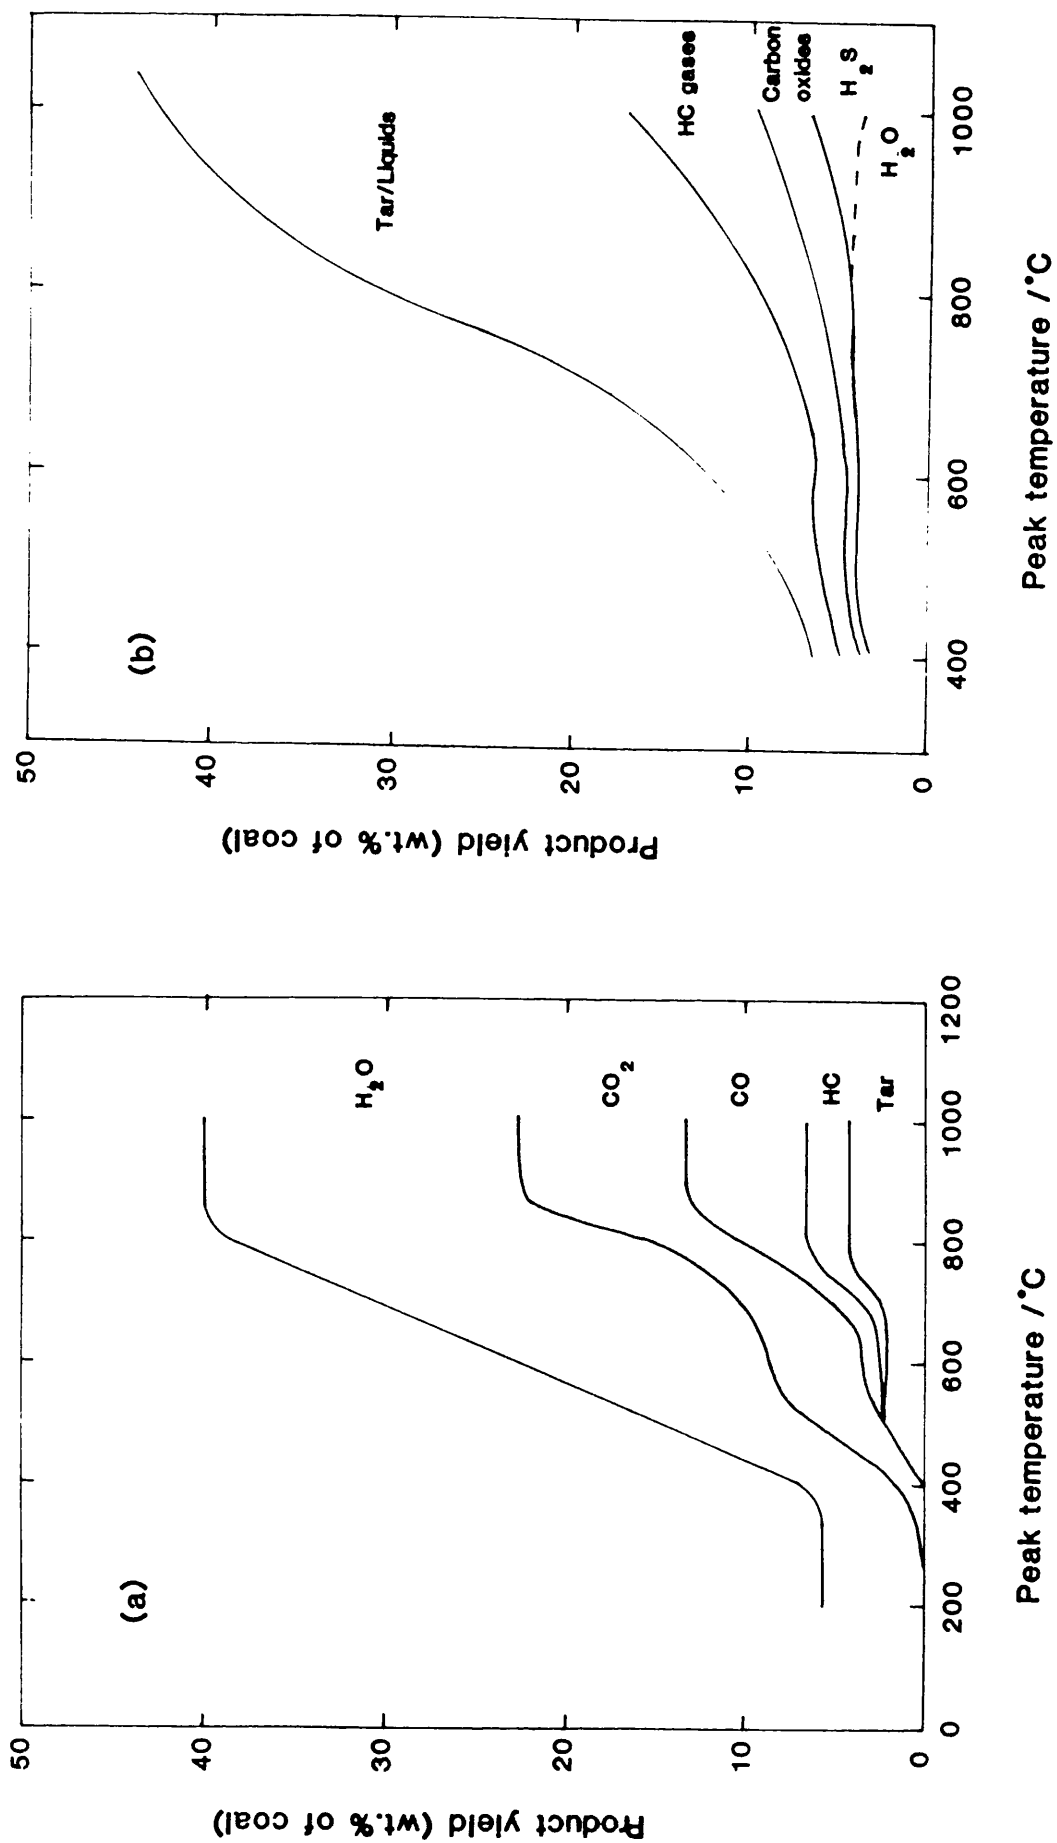 (a)
50
40
30
20
10
0
Product yield (wt.% of coal)
H₂O
CO₂
CO
HC
Tar
0
200
400
600
800
1000
1200
Peak temperature /°C
(b)
50
40
30
20
10
0
Product yield (wt.% of coal)
Tar/Liquids
HC gases
Carbon
oxides
H₂S
H₂O
400
600
800
1000
Peak temperature /°C